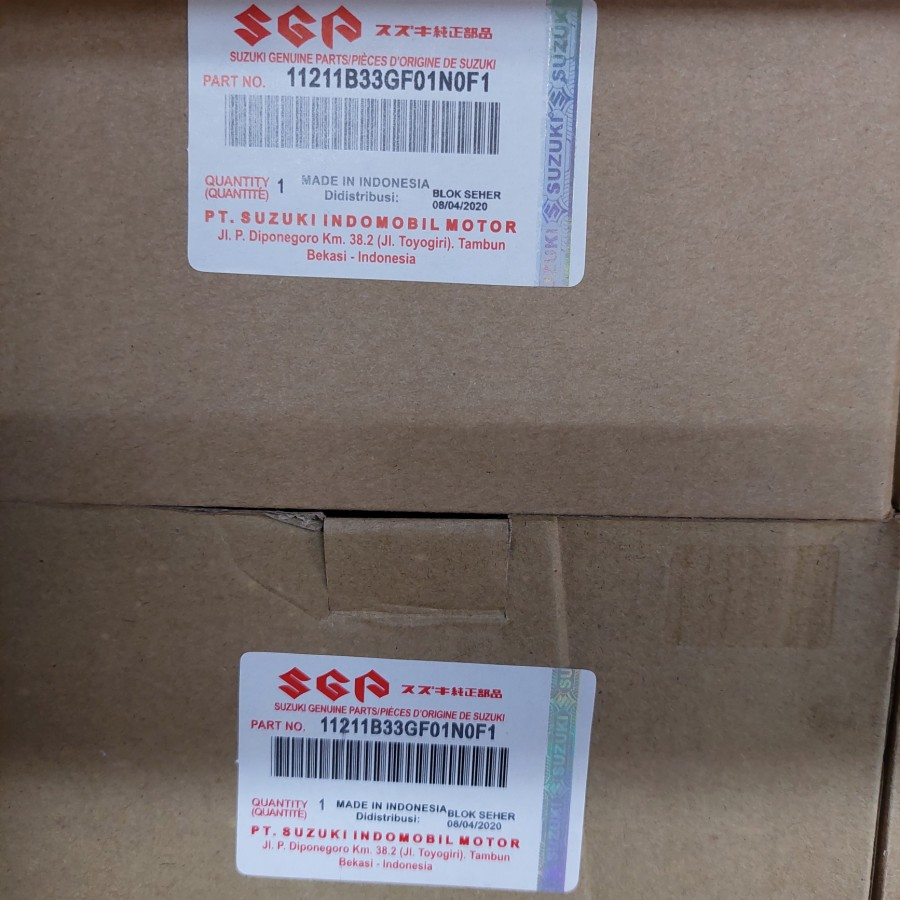 SGP スズキ純正部品
SUZUKI GENUINE PARTS/PIÈCES D'ORIGINE DE SUZUKI
PART NO. 11211B33GF01N0F1
QUANTITY 1 MADE IN INDONESIA
(QUANTITÉ) Didistribusi: BLOK SEHER
08/04/2020
PT. SUZUKI INDOMOBIL MOTOR
Jl. P. Diponegoro Km. 38.2 (Jl. Toyogiri). Tambun
Bekasi - Indonesia
SUZUKI SUZUKI SUZUKI
SGP スズキ純正部品
SUZUKI GENUINE PARTS/PIÈCES D'ORIGINE DE SUZUKI
PART NO. 11211B33GF01N0F1
QUANTITY 1 MADE IN INDONESIA
(QUANTITÉ) Didistribusi: BLOK SEHER
08/04/2020
PT. SUZUKI INDOMOBIL MOTOR
Jl. P. Diponegoro Km. 38.2 (Jl. Toyogiri). Tambun
Bekasi - Indonesia
SU SUZUKI SUZUKI